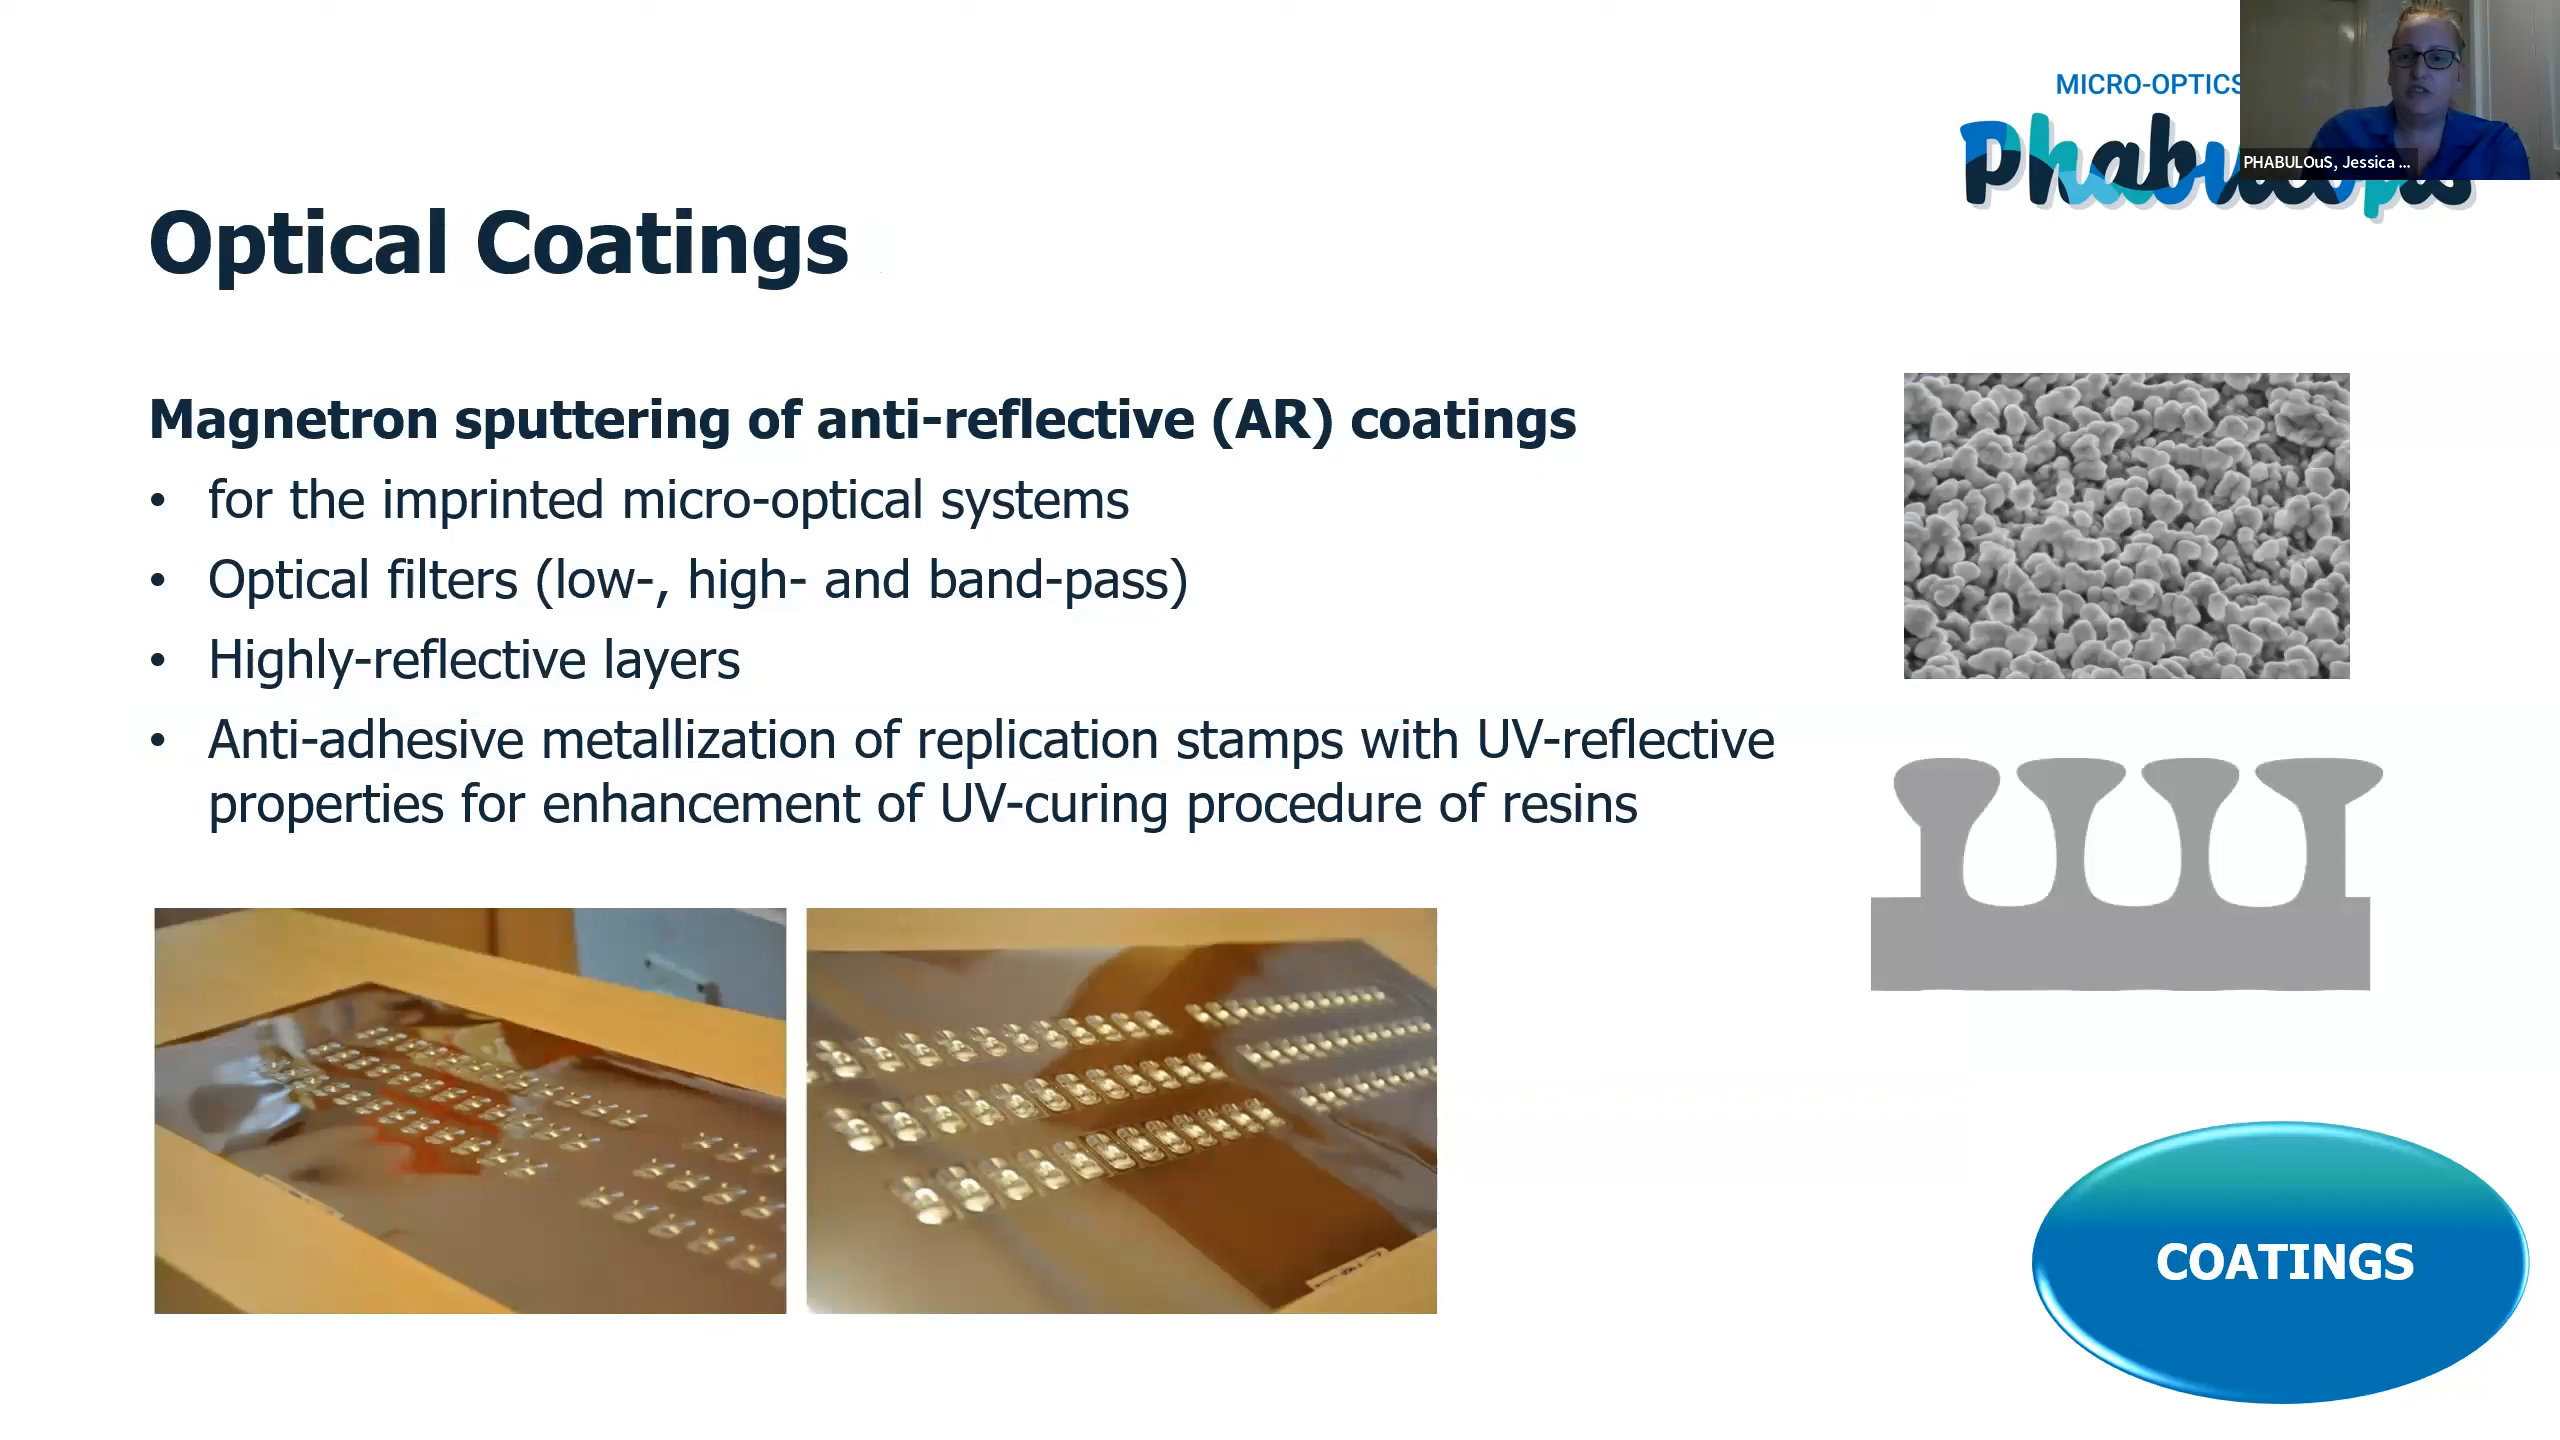 MICRO-OPTICS
PHABULOuS, Jessica ...
Optical Coatings
Magnetron sputtering of anti-reflective (AR) coatings
• for the imprinted micro-optical systems
• Optical filters (low-, high- and band-pass)
• Highly-reflective layers
• Anti-adhesive metallization of replication stamps with UV-reflective
properties for enhancement of UV-curing procedure of resins
COATINGS